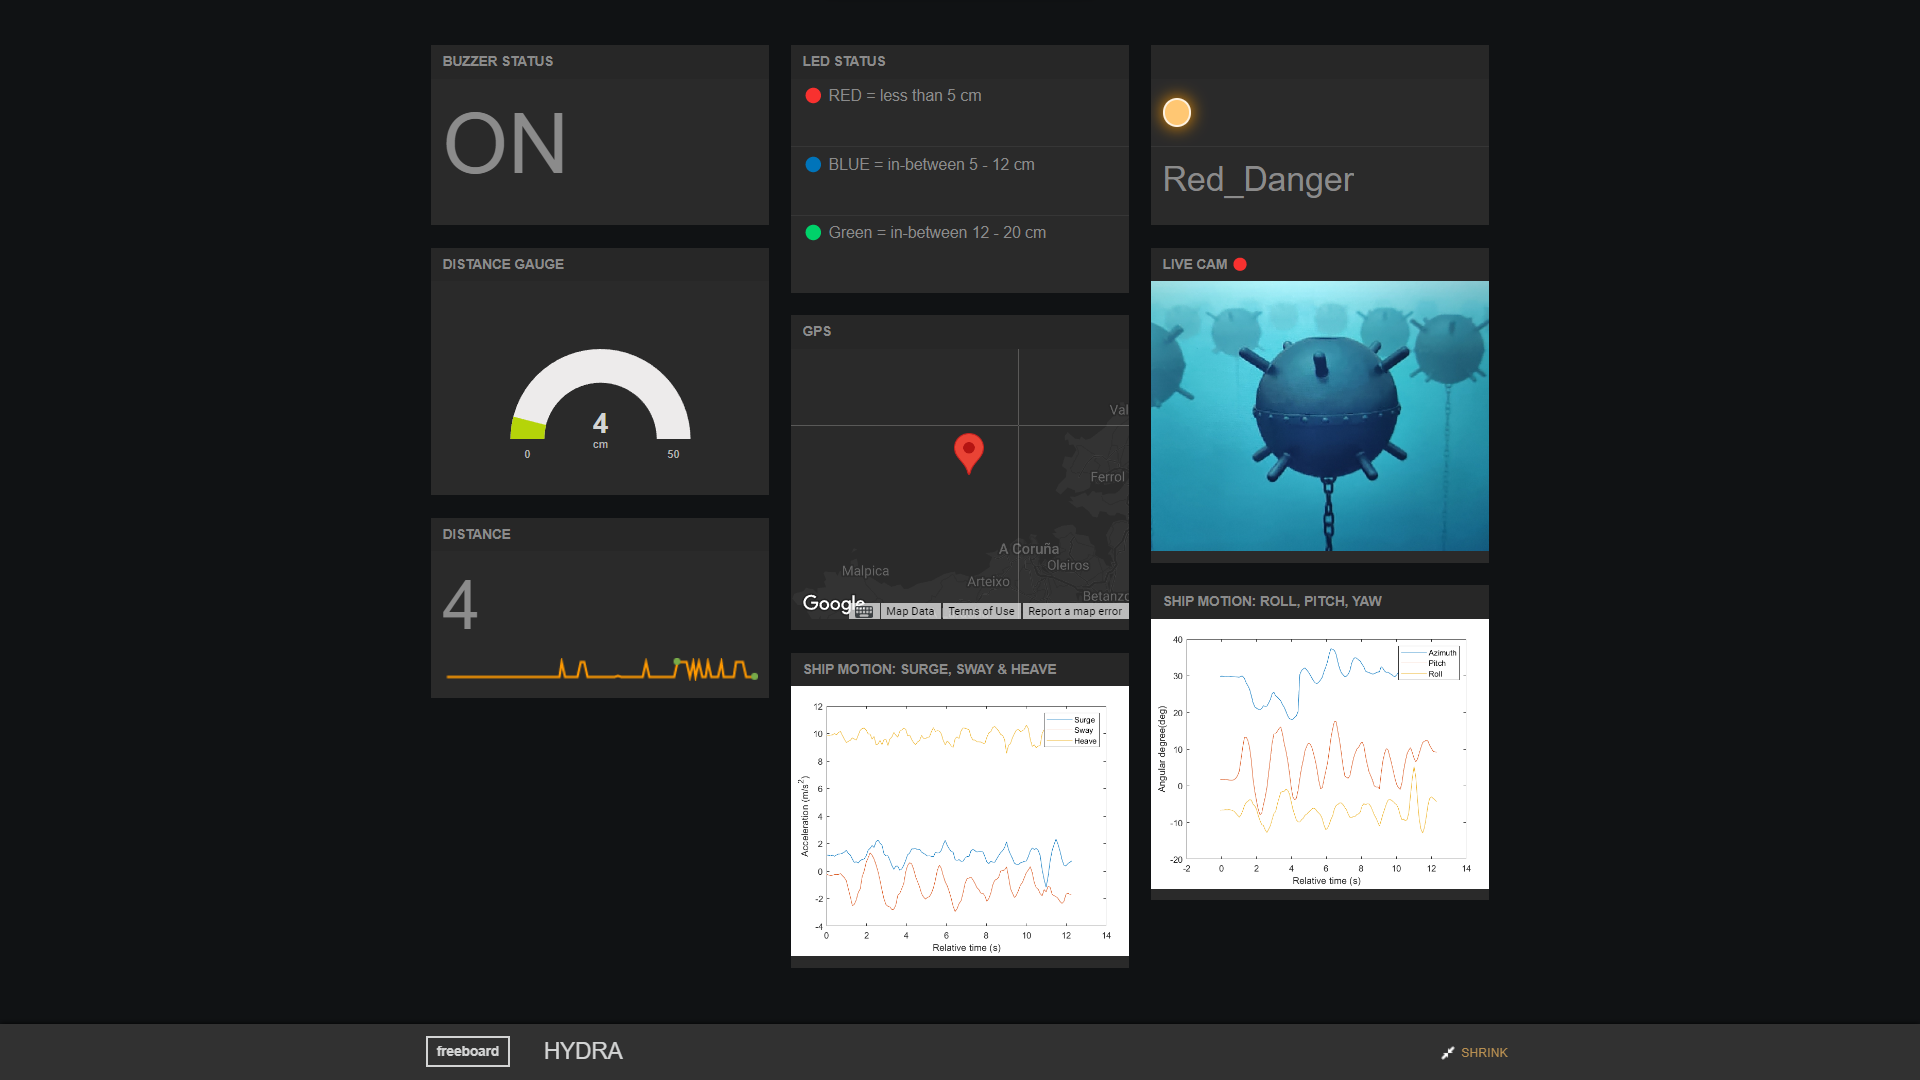 BUZZER STATUS
ON
DISTANCE GAUGE
4
cm
0
50
DISTANCE
4
LED STATUS
RED = less than 5 cm
BLUE = in-between 5 - 12 cm
Green = in-between 12 - 20 cm
GPS
Val
Ferrol
A Coruña
Oleiros
Malpica
Arteixo
Betanzo
Google
Map Data
Terms of Use
Report a map error
SHIP MOTION: SURGE, SWAY & HEAVE
12
10
8
6
4
2
0
-2
-4
Acceleration (m/s²)
Surge
Sway
Heave
0 2 4 6 8 10 12 14
Relative time (s)
Red_Danger
LIVE CAM
SHIP MOTION: ROLL, PITCH, YAW
40
30
20
10
0
-10
-20
Angular degree(deg)
Azimuth
Pitch
Roll
-2 0 2 4 6 8 10 12 14
Relative time (s)
freeboard
HYDRA
SHRINK